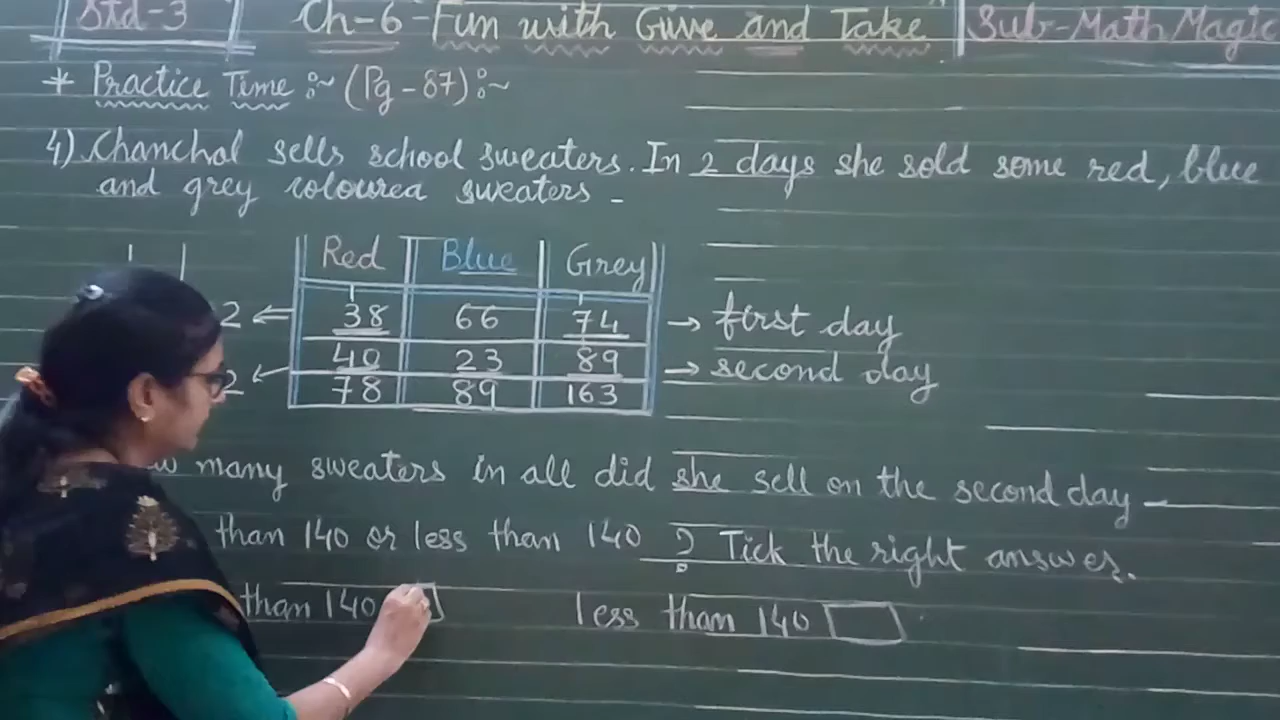 Std-3 Ch-6-Fun with Give and Take Sub-Math Magic
* Practice Time :~ (Pg-87):~
4) Chanchal sells school sweaters. In 2 days she sold some red, blue
and grey coloured sweaters -
Red Blue Grey
2 ← 38 66 74 → first day
2 ← 40 23 89 → second day
78 89 163
many sweaters in all did she sell on the second day -
than 140 or less than 140 ? Tick the right answer.
than 140 less than 140